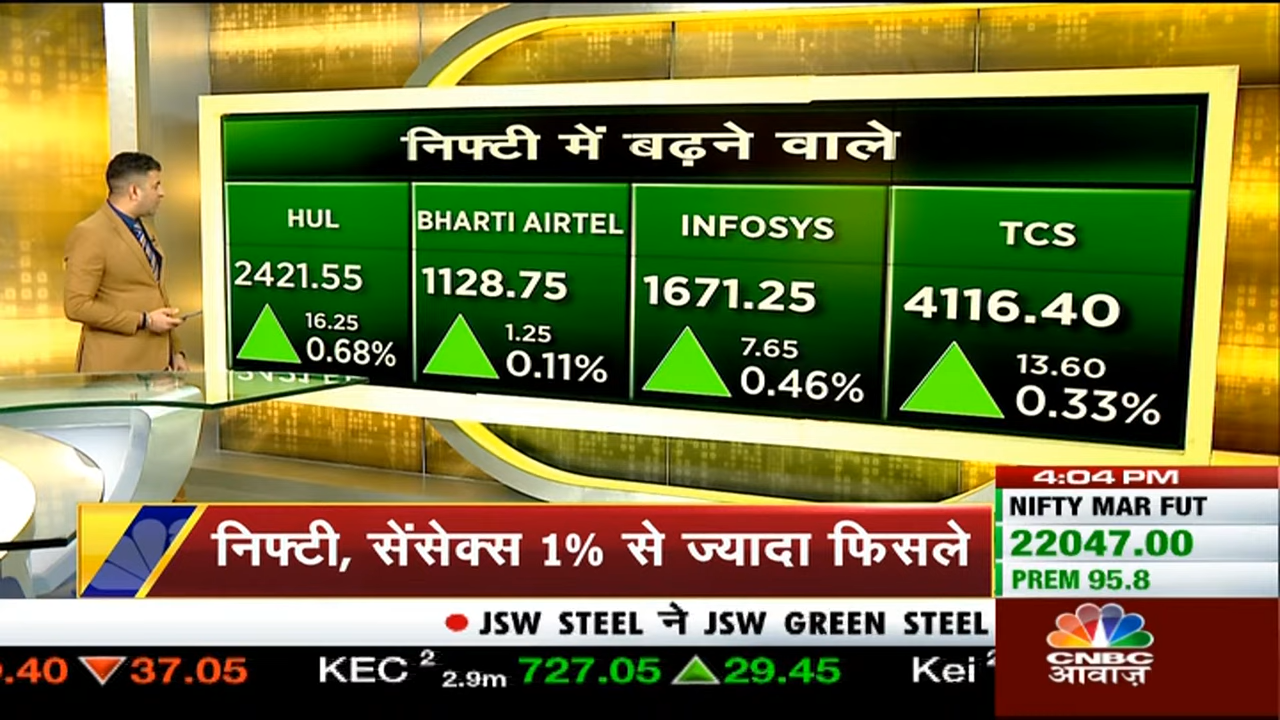 निफ्टी में बढ़ने वाले
HUL
2421.55
16.25
0.68%
BHARTI AIRTEL
1128.75
1.25
0.11%
INFOSYS
1671.25
7.65
0.46%
TCS
4116.40
13.60
0.33%
4:04 PM
NIFTY MAR FUT
22047.00
PREM 95.8
निफ्टी, सेंसेक्स 1% से ज्यादा फिसले
JSW STEEL ने JSW GREEN STEEL
.40 37.05 KEC 2 2.9m 727.05 29.45 Kei 2
CNBC
आवाज़